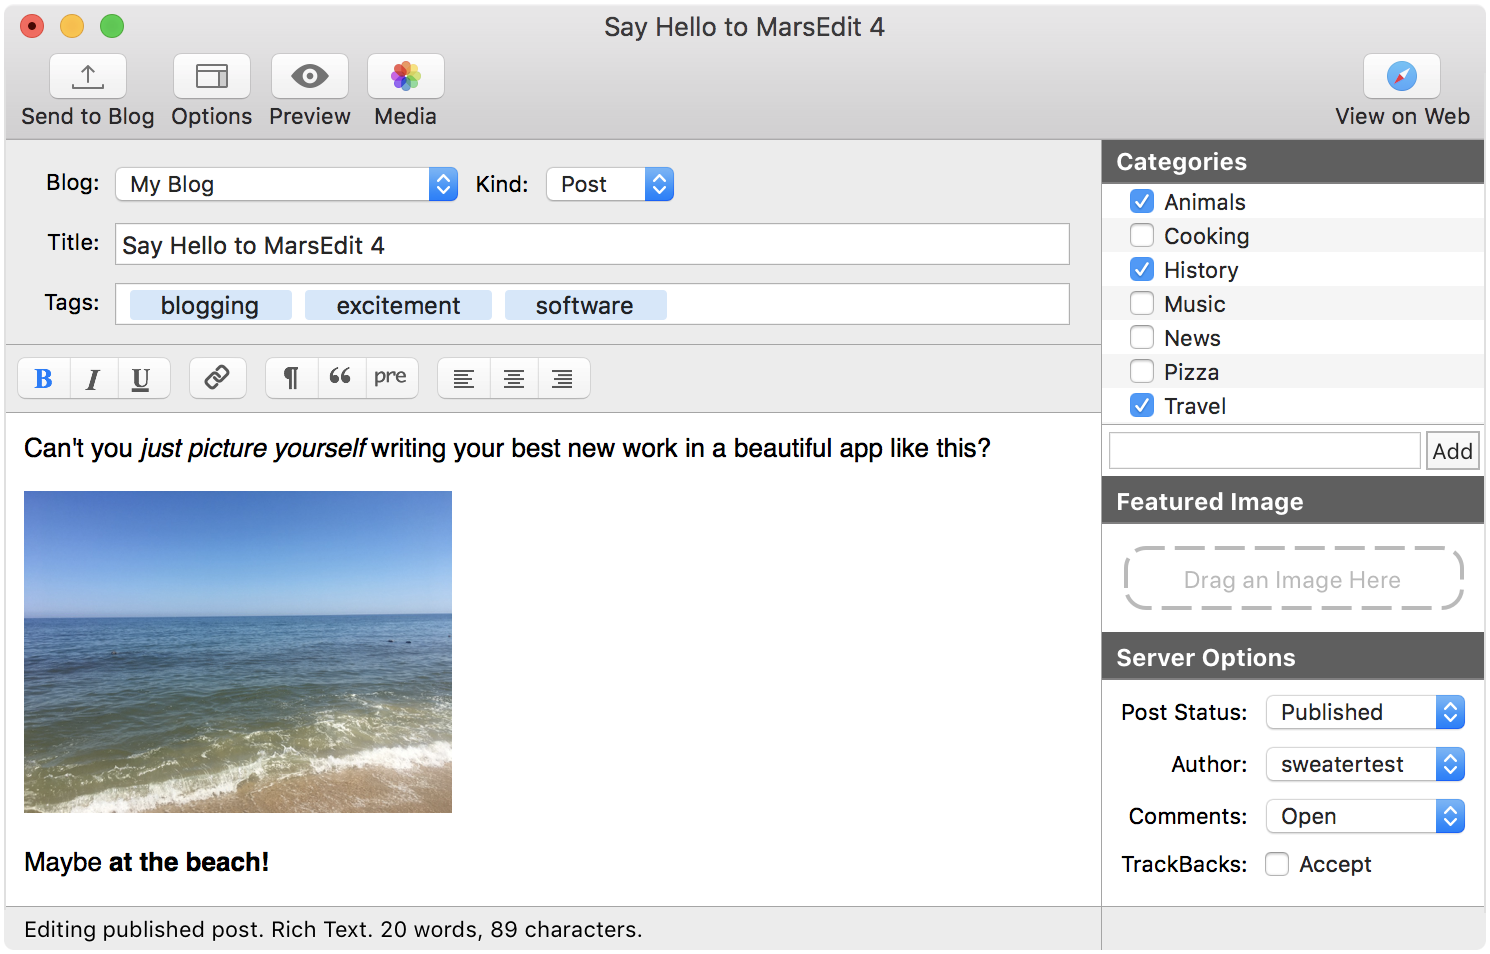 Say Hello to MarsEdit 4
Send to Blog Options Preview Media View on Web
Blog: My Blog Kind: Post
Title: Say Hello to MarsEdit 4
Tags: blogging excitement software
B I U ¶ “ pre
Can't you just picture yourself writing your best new work in a beautiful app like this?
Maybe at the beach!
Editing published post. Rich Text. 20 words, 89 characters.
Categories
Animals
Cooking
History
Music
News
Pizza
Travel
Add
Featured Image
Drag an Image Here
Server Options
Post Status: Published
Author: sweatertest
Comments: Open
TrackBacks: Accept